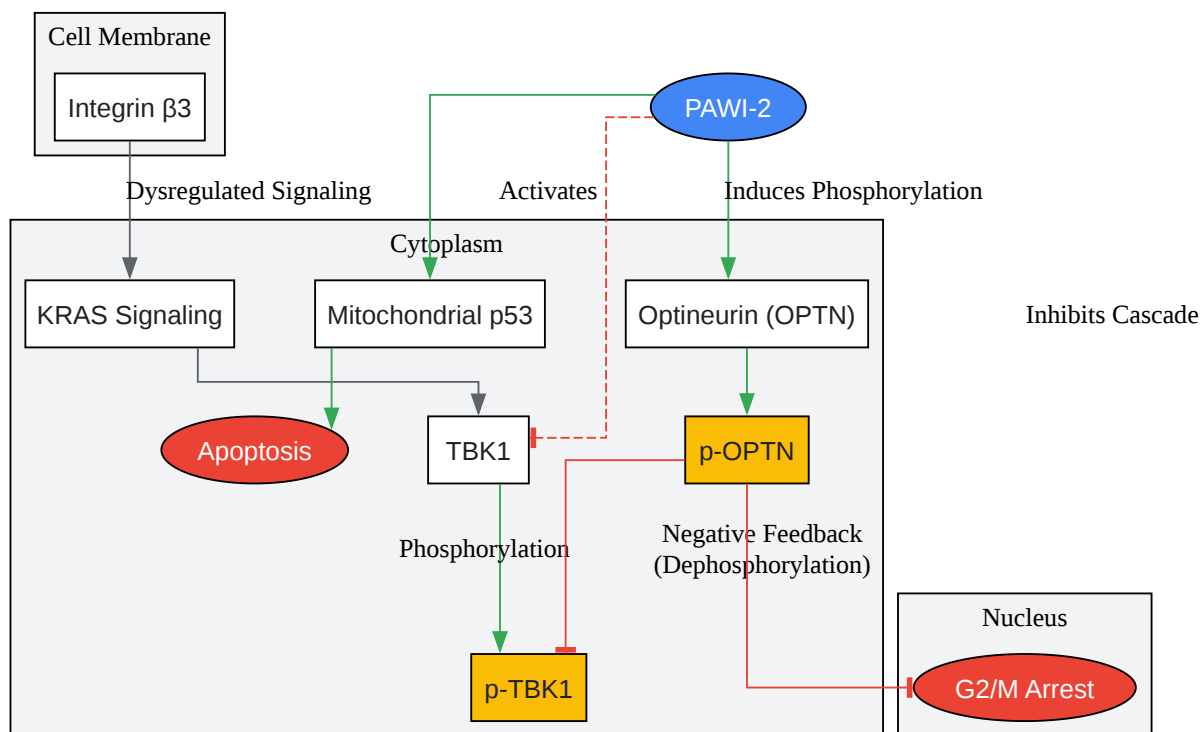 Cell Membrane
Integrin β3
PAWI-2
Dysregulated Signaling
Activates
Induces Phosphorylation
Cytoplasm
KRAS Signaling
Mitochondrial p53
Optineurin (OPTN)
Inhibits Cascade
Apoptosis
TBK1
p-OPTN
Phosphorylation
Negative Feedback
(Dephosphorylation)
Nucleus
p-TBK1
G2/M Arrest